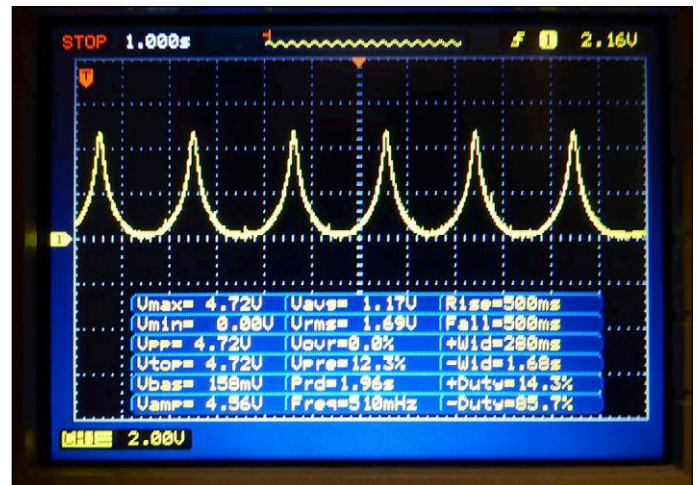 STOP 1.000s 1 2.16V
T
1
Vmax= 4.72V Vavg= 1.17V Rise=500ms
Vmin= 0.00V Vrms= 1.69V Fall=500ms
Vpp= 4.72V Vovr=0.0% +Wid=280ms
Vtop= 4.72V Vpre=12.3% -Wid=1.68s
Vbas= 158mV Prd=1.96s +Duty=14.3%
Vamp= 4.56V Freq=510mHz -Duty=85.7%
CH1 2.00V